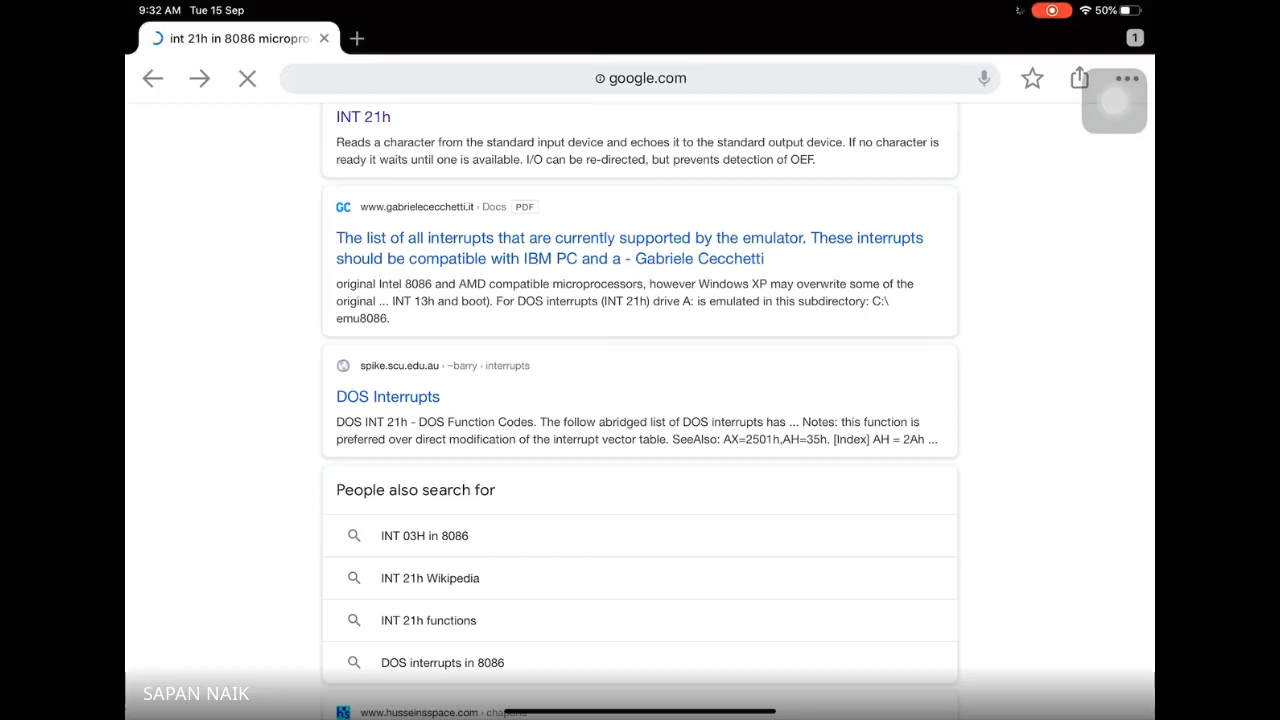 9:32 AM Tue 15 Sep
50%
int 21h in 8086 micropro
1
google.com
INT 21h
Reads a character from the standard input device and echoes it to the standard output device. If no character is
ready it waits until one is available. I/O can be re-directed, but prevents detection of OEF.
GC www.gabrielececchetti.it › Docs PDF
The list of all interrupts that are currently supported by the emulator. These interrupts
should be compatible with IBM PC and a - Gabriele Cecchetti
original Intel 8086 and AMD compatible microprocessors, however Windows XP may overwrite some of the
original ... INT 13h and boot). For DOS interrupts (INT 21h) drive A: is emulated in this subdirectory: C:\
emu8086.
spike.scu.edu.au › ~barry › interrupts
DOS Interrupts
DOS INT 21h - DOS Function Codes. The follow abridged list of DOS interrupts has ... Notes: this function is
preferred over direct modification of the interrupt vector table. SeeAlso: AX=2501h,AH=35h. [Index] AH = 2Ah ...
People also search for
INT 03H in 8086
INT 21h Wikipedia
INT 21h functions
DOS interrupts in 8086
SAPAN NAIK
hs www.husseinsspace.com